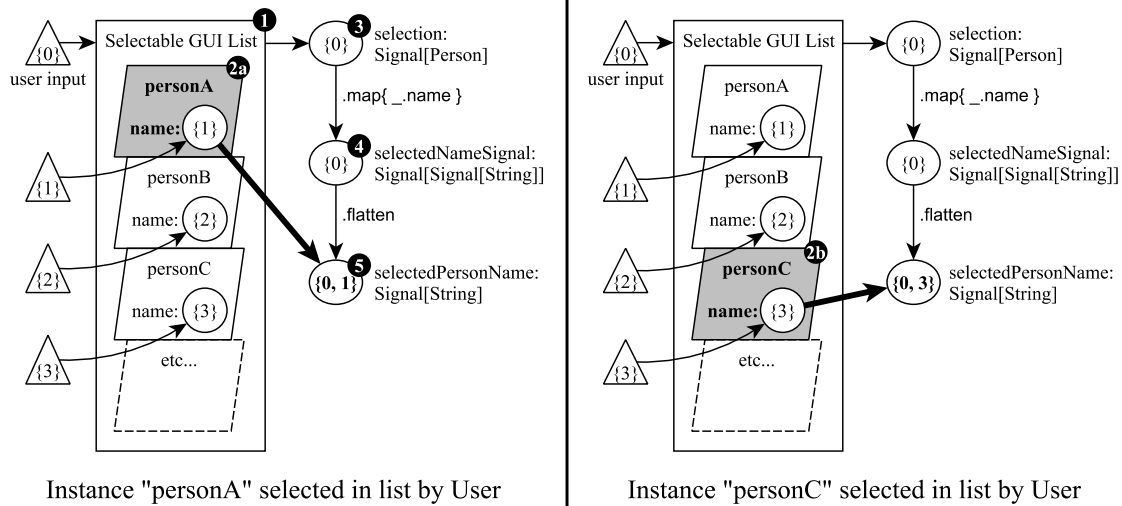 1
3
{0}
Selectable GUI List
{0}
selection:
Signal[Person]
user input
2a
personA
.map{ _.name }
name:
{1}
4
{1}
{0}
selectedNameSignal:
Signal[Signal[String]]
personB
name:
{2}
.flatten
{2}
personC
5
{0, 1}
selectedPersonName:
Signal[String]
name:
{3}
{3}
etc...
Instance "personA" selected in list by User
{0}
Selectable GUI List
{0}
selection:
Signal[Person]
user input
personA
.map{ _.name }
name:
{1}
{1}
{0}
selectedNameSignal:
Signal[Signal[String]]
personB
name:
{2}
.flatten
{2}
2b
personC
{0, 3}
selectedPersonName:
Signal[String]
name:
{3}
{3}
etc...
Instance "personC" selected in list by User